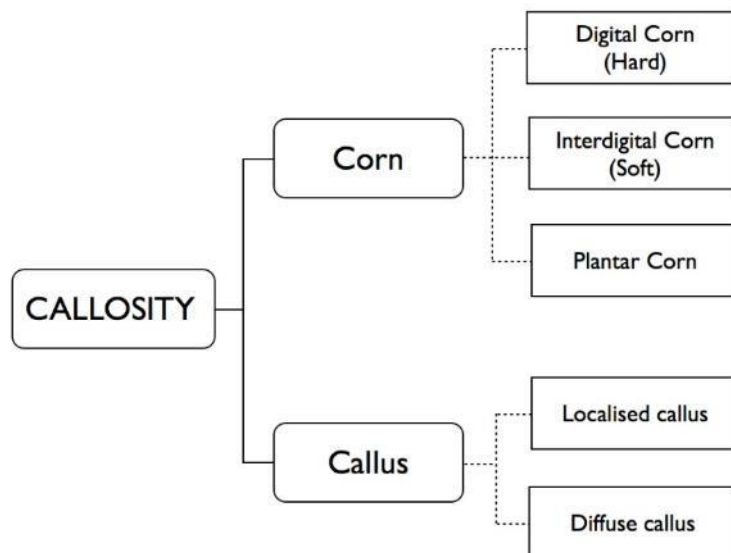 Digital Corn
(Hard)
Corn
Interdigital Corn
(Soft)
Plantar Corn
CALLOSITY
Localised callus
Callus
Diffuse callus